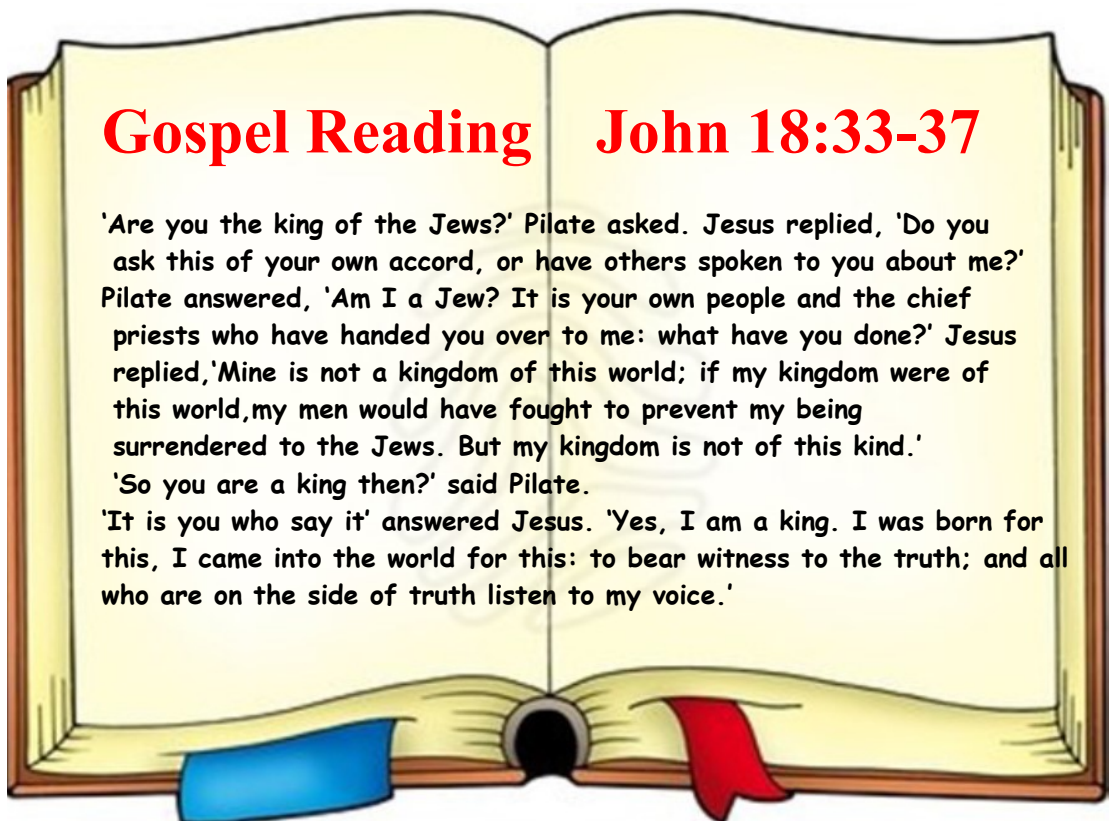 Gospel Reading John 18:33-37
‘Are you the king of the Jews?’ Pilate asked. Jesus replied, ‘Do you
ask this of your own accord, or have others spoken to you about me?’
Pilate answered, ‘Am I a Jew? It is your own people and the chief
priests who have handed you over to me: what have you done?’ Jesus
replied,‘Mine is not a kingdom of this world; if my kingdom were of
this world,my men would have fought to prevent my being
surrendered to the Jews. But my kingdom is not of this kind.’
‘So you are a king then?’ said Pilate.
‘It is you who say it’ answered Jesus. ‘Yes, I am a king. I was born for
this, I came into the world for this: to bear witness to the truth; and all
who are on the side of truth listen to my voice.’